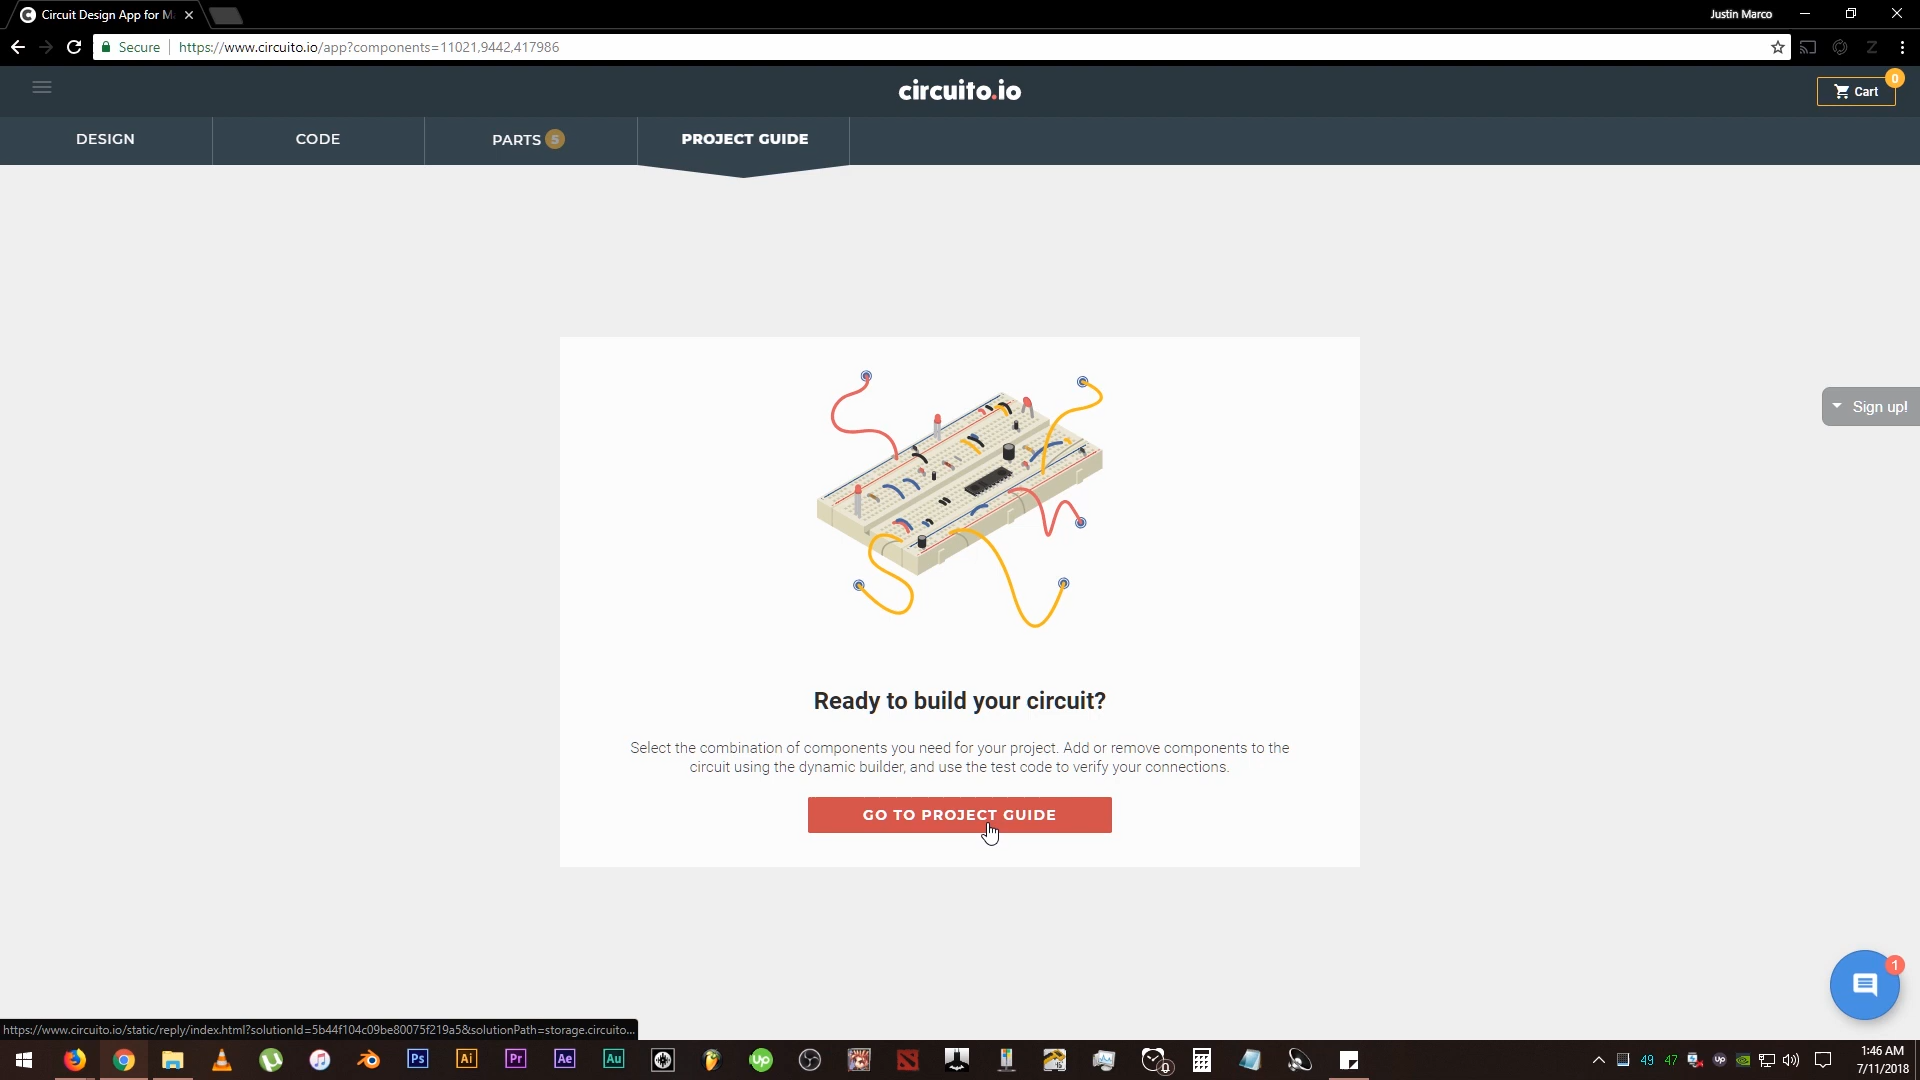 Circuit Design App for M
Justin Marco
Secure
https://www.circuito.io/app?components=11021,9442,417986
circuito.io
0
Cart
DESIGN
CODE
PARTS 5
PROJECT GUIDE
Sign up!
Ready to build your circuit?
Select the combination of components you need for your project. Add or remove components to the
circuit using the dynamic builder, and use the test code to verify your connections.
GO TO PROJECT GUIDE
1
https://www.circuito.io/static/reply/index.html?solutionId=5b44f104c09be80075f219a5&solutionPath=storage.circuito...
Ps
Ai
Pr
Ae
Au
Up
0
49
47
Up
1:46 AM
7/11/2018